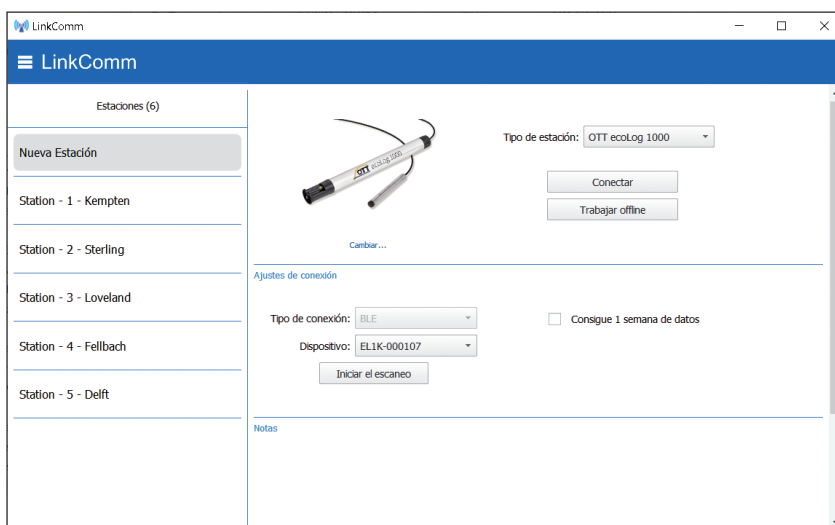 LinkComm
LinkComm
Estaciones (6)
Nueva Estación
Station - 1 - Kempten
Station - 2 - Sterling
Station - 3 - Loveland
Station - 4 - Fellbach
Station - 5 - Delft
OTT ecoLog 1000
Cambiar...
Tipo de estación: OTT ecoLog 1000
Conectar
Trabajar offline
Ajustes de conexión
Tipo de conexión: BLE
Consigue 1 semana de datos
Dispositivo: EL1K-000107
Iniciar el escaneo
Notas